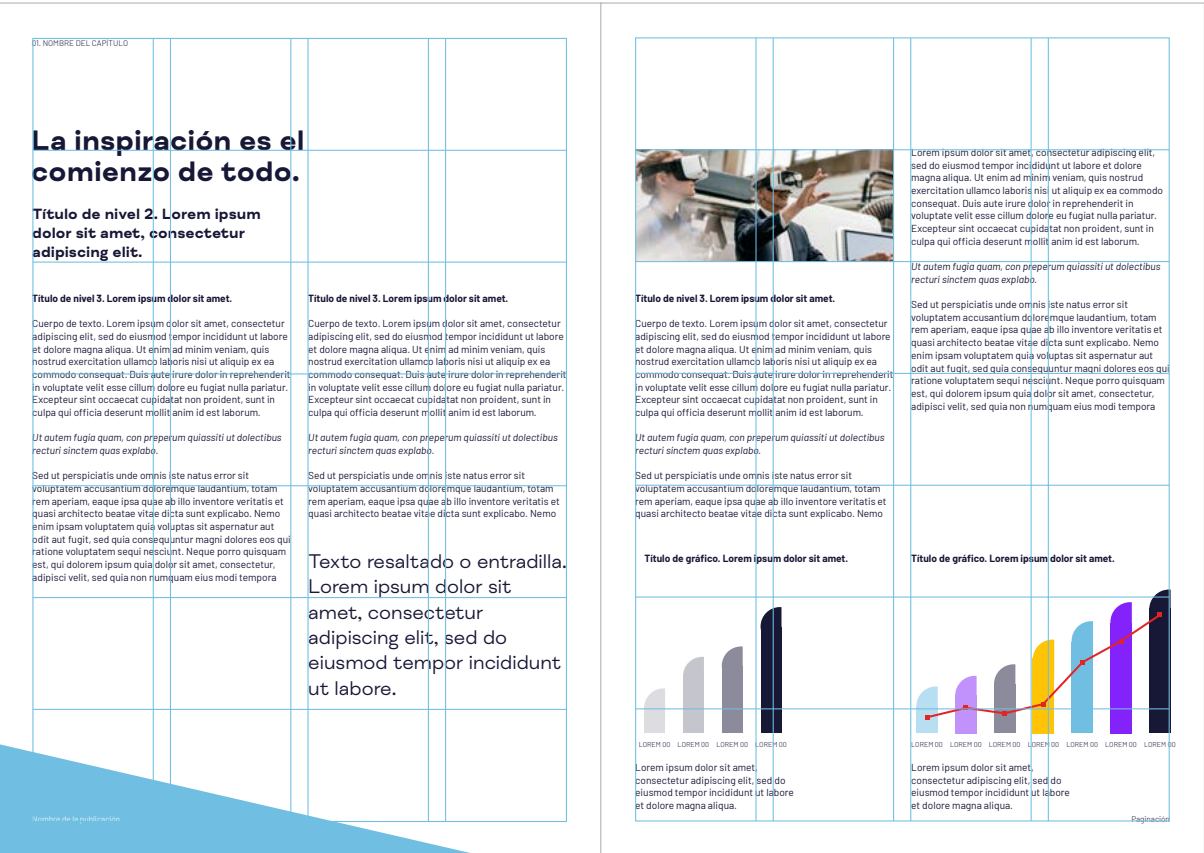 01. NOMBRE DEL CAPÍTULO
La inspiración es el
comienzo de todo.
Título de nivel 2. Lorem ipsum
dolor sit amet, consectetur
adipiscing elit.
Título de nivel 3. Lorem ipsum dolor sit amet.
Cuerpo de texto. Lorem ipsum dolor sit amet, consectetur
adipiscing elit, sed do eiusmod tempor incididunt ut labore
et dolore magna aliqua. Ut enim ad minim veniam, quis
nostrud exercitation ullamco laboris nisi ut aliquip ex ea
commodo consequat. Duis aute irure dolor in reprehenderit
in voluptate velit esse cillum dolore eu fugiat nulla pariatur.
Excepteur sint occaecat cupidatat non proident, sunt in
culpa qui officia deserunt mollit anim id est laborum.
Ut autem fugia quam, con preperum quiassiti ut dolectibus
recturi sinctem quas explabo.
Sed ut perspiciatis unde omnis iste natus error sit
voluptatem accusantium doloremque laudantium, totam
rem aperiam, eaque ipsa quae ab illo inventore veritatis et
quasi architecto beatae vitae dicta sunt explicabo. Nemo
enim ipsam voluptatem quia voluptas sit aspernatur aut
odit aut fugit, sed quia consequuntur magni dolores eos qui
ratione voluptatem sequi nesciunt. Neque porro quisquam
est, qui dolorem ipsum quia dolor sit amet, consectetur,
adipisci velit, sed quia non numquam eius modi tempora
Título de nivel 3. Lorem ipsum dolor sit amet.
Cuerpo de texto. Lorem ipsum dolor sit amet, consectetur
adipiscing elit, sed do eiusmod tempor incididunt ut labore
et dolore magna aliqua. Ut enim ad minim veniam, quis
nostrud exercitation ullamco laboris nisi ut aliquip ex ea
commodo consequat. Duis aute irure dolor in reprehenderit
in voluptate velit esse cillum dolore eu fugiat nulla pariatur.
Excepteur sint occaecat cupidatat non proident, sunt in
culpa qui officia deserunt mollit anim id est laborum.
Ut autem fugia quam, con preperum quiassiti ut dolectibus
recturi sinctem quas explabo.
Sed ut perspiciatis unde omnis iste natus error sit
voluptatem accusantium doloremque laudantium, totam
rem aperiam, eaque ipsa quae ab illo inventore veritatis et
quasi architecto beatae vitae dicta sunt explicabo. Nemo
Texto resaltado o entradilla.
Lorem ipsum dolor sit
amet, consectetur
adipiscing elit, sed do
eiusmod tempor incididunt
ut labore.
Nombre de la publicación
Título de nivel 3. Lorem ipsum dolor sit amet.
Cuerpo de texto. Lorem ipsum dolor sit amet, consectetur
adipiscing elit, sed do eiusmod tempor incididunt ut labore
et dolore magna aliqua. Ut enim ad minim veniam, quis
nostrud exercitation ullamco laboris nisi ut aliquip ex ea
commodo consequat. Duis aute irure dolor in reprehenderit
in voluptate velit esse cillum dolore eu fugiat nulla pariatur.
Excepteur sint occaecat cupidatat non proident, sunt in
culpa qui officia deserunt mollit anim id est laborum.
Ut autem fugia quam, con preperum quiassiti ut dolectibus
recturi sinctem quas explabo.
Sed ut perspiciatis unde omnis iste natus error sit
voluptatem accusantium doloremque laudantium, totam
rem aperiam, eaque ipsa quae ab illo inventore veritatis et
quasi architecto beatae vitae dicta sunt explicabo. Nemo
Lorem ipsum dolor sit amet, consectetur adipiscing elit,
sed do eiusmod tempor incididunt ut labore et dolore
magna aliqua. Ut enim ad minim veniam, quis nostrud
exercitation ullamco laboris nisi ut aliquip ex ea commodo
consequat. Duis aute irure dolor in reprehenderit in
voluptate velit esse cillum dolore eu fugiat nulla pariatur.
Excepteur sint occaecat cupidatat non proident, sunt in
culpa qui officia deserunt mollit anim id est laborum.
Ut autem fugia quam, con preperum quiassiti ut dolectibus
recturi sinctem quas explabo.
Sed ut perspiciatis unde omnis iste natus error sit
voluptatem accusantium doloremque laudantium, totam
rem aperiam, eaque ipsa quae ab illo inventore veritatis et
quasi architecto beatae vitae dicta sunt explicabo. Nemo
enim ipsam voluptatem quia voluptas sit aspernatur aut
odit aut fugit, sed quia consequuntur magni dolores eos qui
ratione voluptatem sequi nesciunt. Neque porro quisquam
est, qui dolorem ipsum quia dolor sit amet, consectetur,
adipisci velit, sed quia non numquam eius modi tempora
Título de gráfico. Lorem ipsum dolor sit amet.
LOREM 00 LOREM 00 LOREM 00 LOREM 00
Lorem ipsum dolor sit amet,
consectetur adipiscing elit, sed do
eiusmod tempor incididunt ut labore
et dolore magna aliqua.
Título de gráfico. Lorem ipsum dolor sit amet.
LOREM 00 LOREM 00 LOREM 00 LOREM 00 LOREM 00 LOREM 00 LOREM 00
Lorem ipsum dolor sit amet,
consectetur adipiscing elit, sed do
eiusmod tempor incididunt ut labore
et dolore magna aliqua.
Paginación